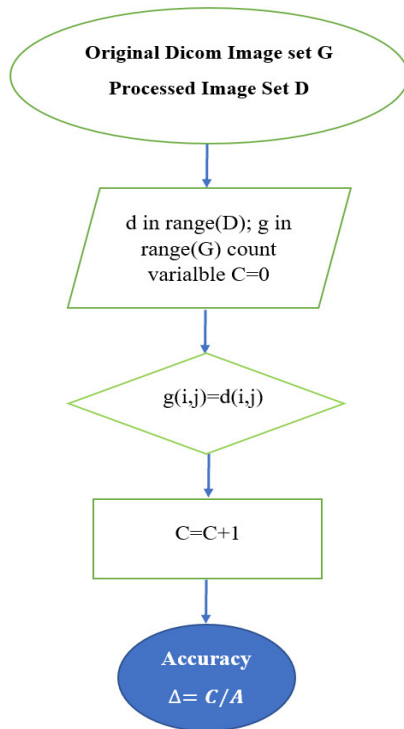 Original Dicom Image set G
Processed Image Set D
d in range(D); g in
range(G) count
varialble C=0
g(i,j)=d(i,j)
C=C+1
Accuracy
Δ= C/A